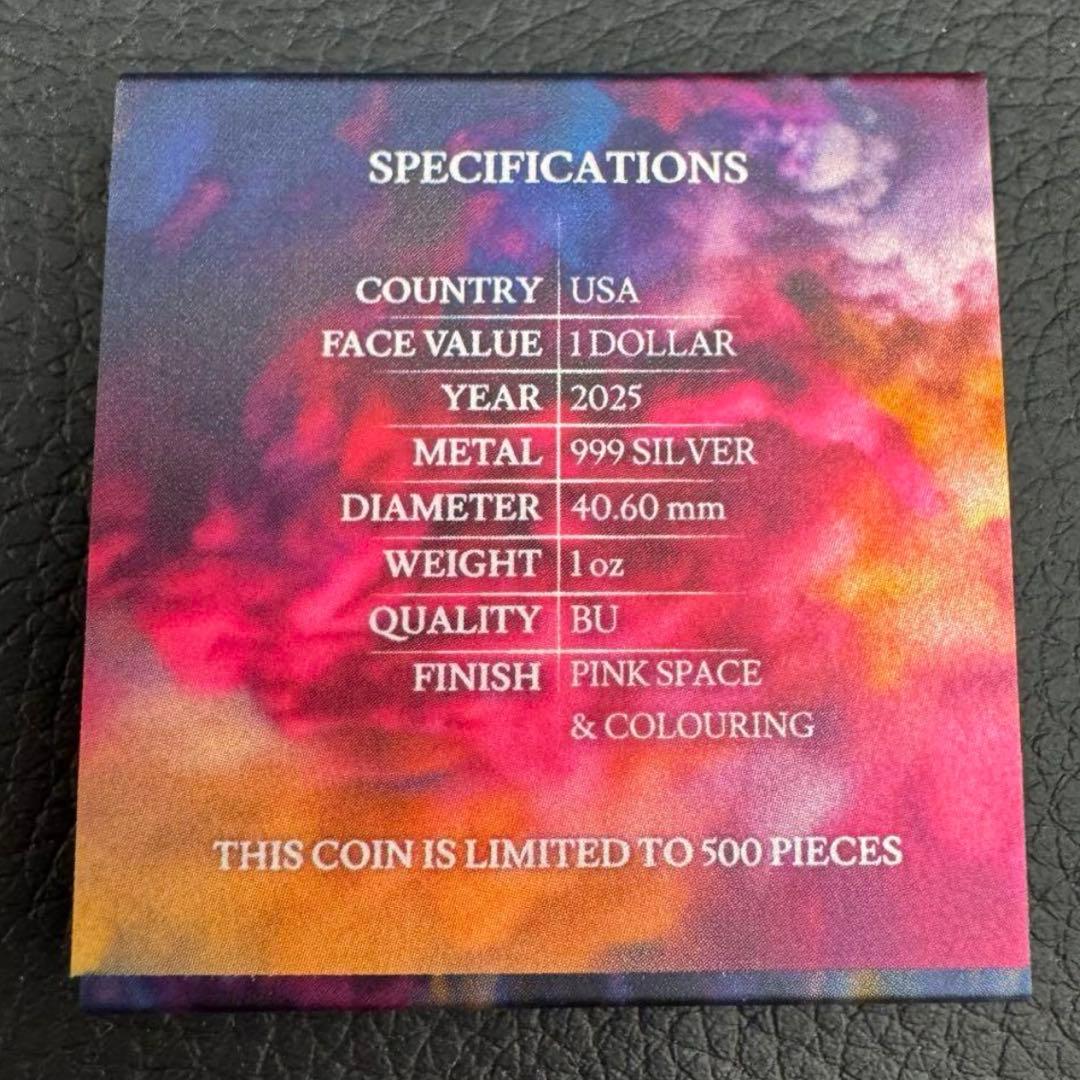 SPECIFICATIONS
COUNTRY USA
FACE VALUE 1 DOLLAR
YEAR 2025
METAL 999 SILVER
DIAMETER 40.60 mm
WEIGHT 1 oz
QUALITY BU
FINISH PINK SPACE
& COLOURING
THIS COIN IS LIMITED TO 500 PIECES